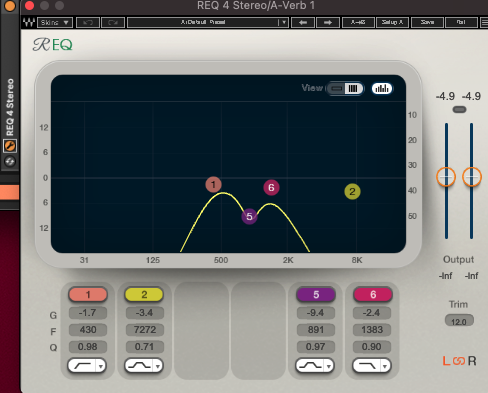 REQ 4 Stereo/A-Verb 1
Skins
A:Default Preset
A->B
Setup A
Save
REQ
View
-4.9 -4.9
REQ 4 Stereo
12
6
0
6
12
10
20
30
40
50
1
6
2
5
31 125 500 2K 8K
Output
-Inf -Inf
1 2 5 6
G -1.7 -3.4 -9.4 -2.4
F 430 7272 891 1383
Q 0.98 0.71 0.97 0.90
Trim
12.0
L R